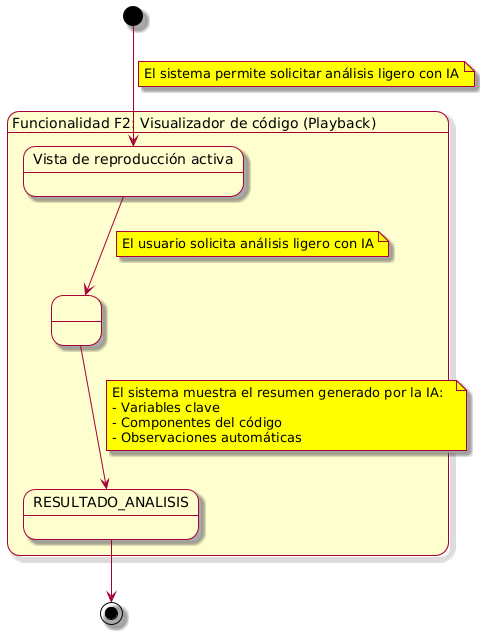 El sistema permite solicitar análisis ligero con IA
Funcionalidad F2: Visualizador de código (Playback)
Vista de reproducción activa
El usuario solicita análisis ligero con IA
El sistema muestra el resumen generado por la IA:
- Variables clave
- Componentes del código
- Observaciones automáticas
RESULTADO_ANALISIS